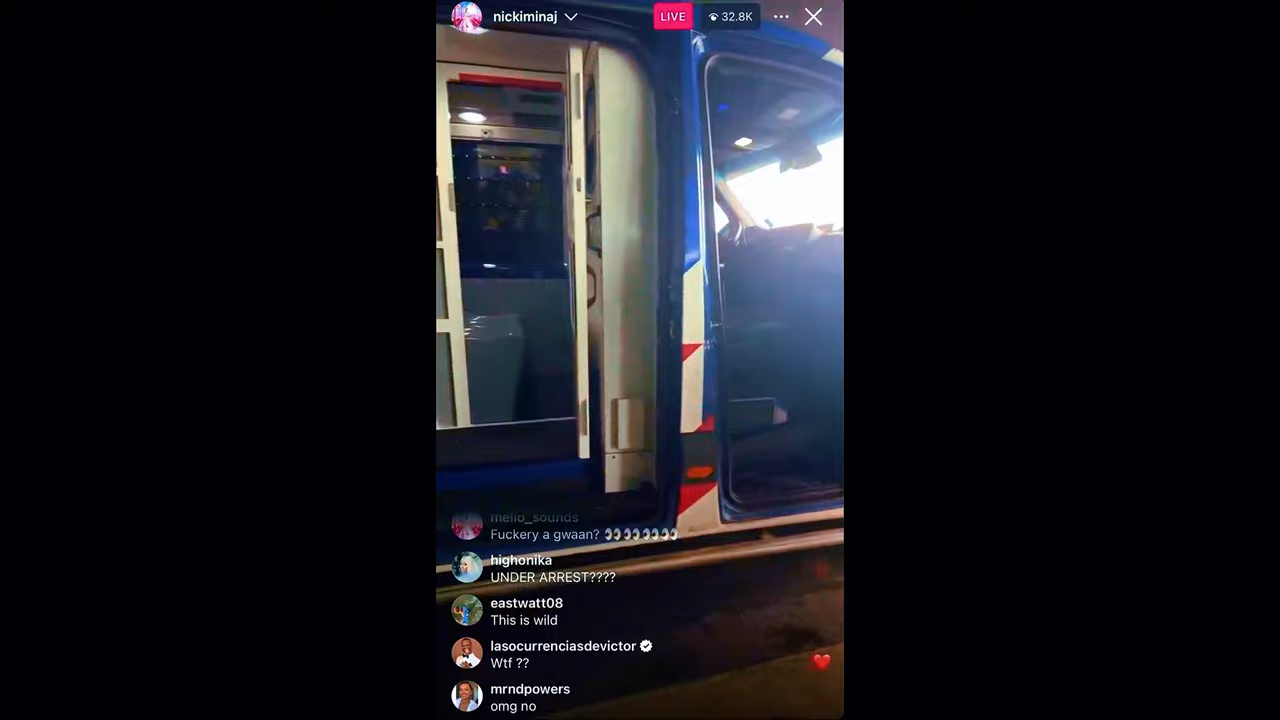 nickiminaj
LIVE
32.8K
mello_sounds
Fuckery a gwaan? 👀👀👀👀👀👀👀👀
highonika
UNDER ARREST????
eastwatt08
This is wild
lasocurrenciasdevictor
Wtf ??
mrndpowers
omg no